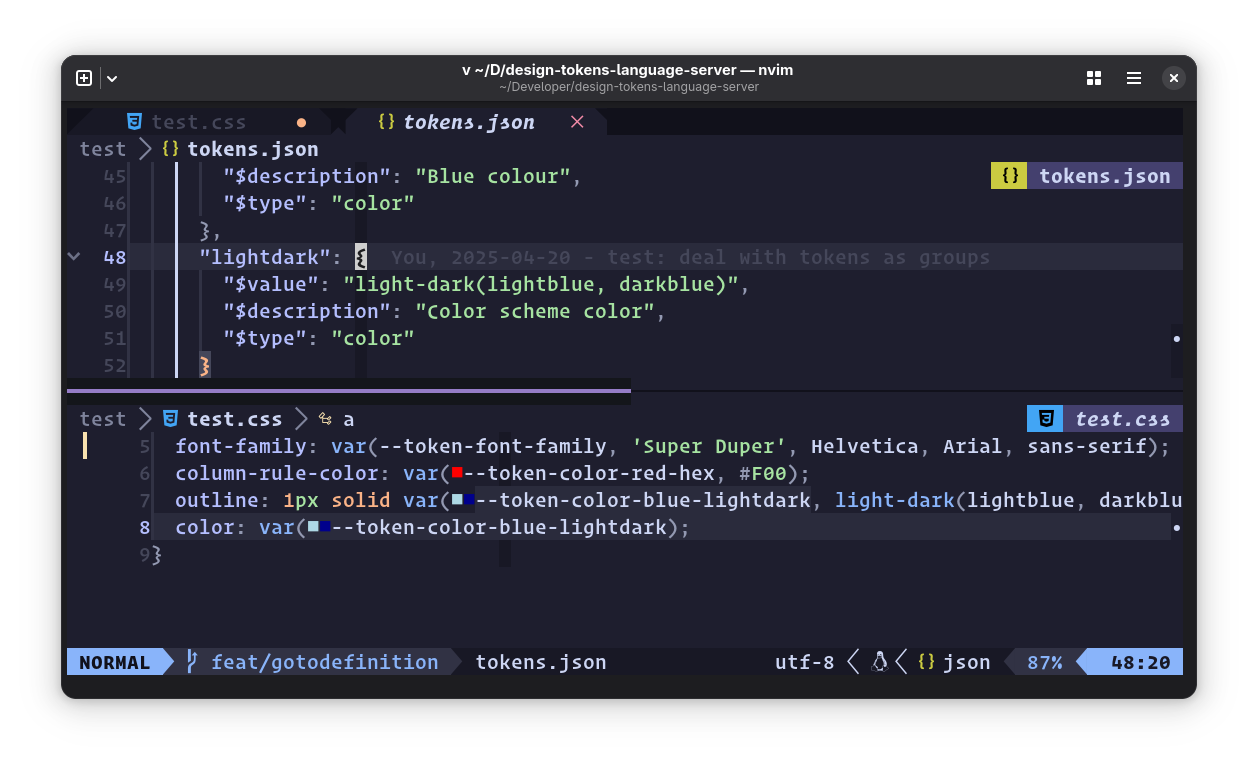 v ~/D/design-tokens-language-server — nvim
~/Developer/design-tokens-language-server
test.css ● {} tokens.json ×
test > {} tokens.json
45 "$description": "Blue colour", {} tokens.json
46 "$type": "color"
47 },
48 "lightdark": { You, 2025-04-20 - test: deal with tokens as groups
49 "$value": "light-dark(lightblue, darkblue)",
50 "$description": "Color scheme color",
51 "$type": "color"
52 }
test > test.css > a test.css
5 font-family: var(--token-font-family, 'Super Duper', Helvetica, Arial, sans-serif);
6 column-rule-color: var(--token-color-red-hex, #F00);
7 outline: 1px solid var(--token-color-blue-lightdark, light-dark(lightblue, darkblu
8 color: var(--token-color-blue-lightdark);
9 }
NORMAL feat/gotodefinition tokens.json utf-8 < < {} json 87% 48:20